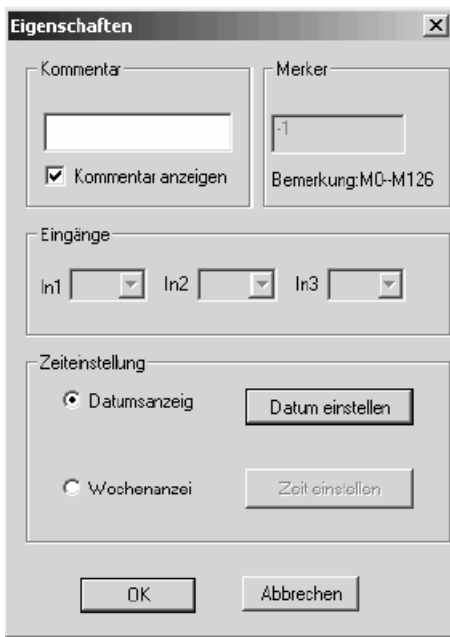 Eigenschaften
Kommentar
Merker
-1
Kommentar anzeigen
Bemerkung:M0--M126
Eingänge
In1 In2 In3
Zeiteinstellung
Datumsanzeig Datum einstellen
Wochenanzei Zeit einstellen
OK Abbrechen